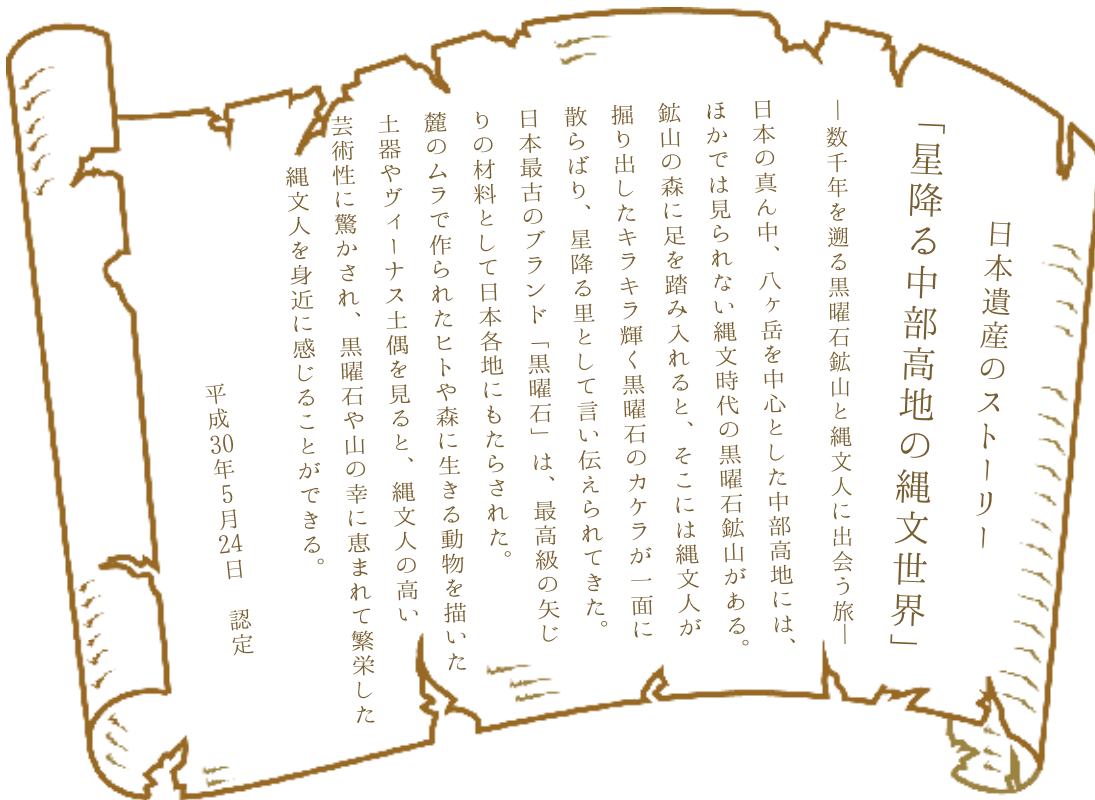 日本遺産のストーリー
「星降る中部高地の縄文世界」
―数千年を遡る黒曜石鉱山と縄文人に出会う旅―
日本の真ん中、八ヶ岳を中心とした中部高地には、
ほかでは見られない縄文時代の黒曜石鉱山がある。
鉱山の森に足を踏み入れると、そこには縄文人が
掘り出したキラキラ輝く黒曜石のカケラが一面に
散らばり、星降る里として言い伝えられてきた。
日本最古のブランド「黒曜石」は、最高級の矢じ
りの材料として日本各地にもたらされた。
麓のムラで作られたヒトや森に生きる動物を描いた
土器やヴィーナス土偶を見ると、縄文人の高い
芸術性に驚かされ、黒曜石や山の幸に恵まれて繁栄した
縄文人を身近に感じることができる。
平成30年5月24日　認定